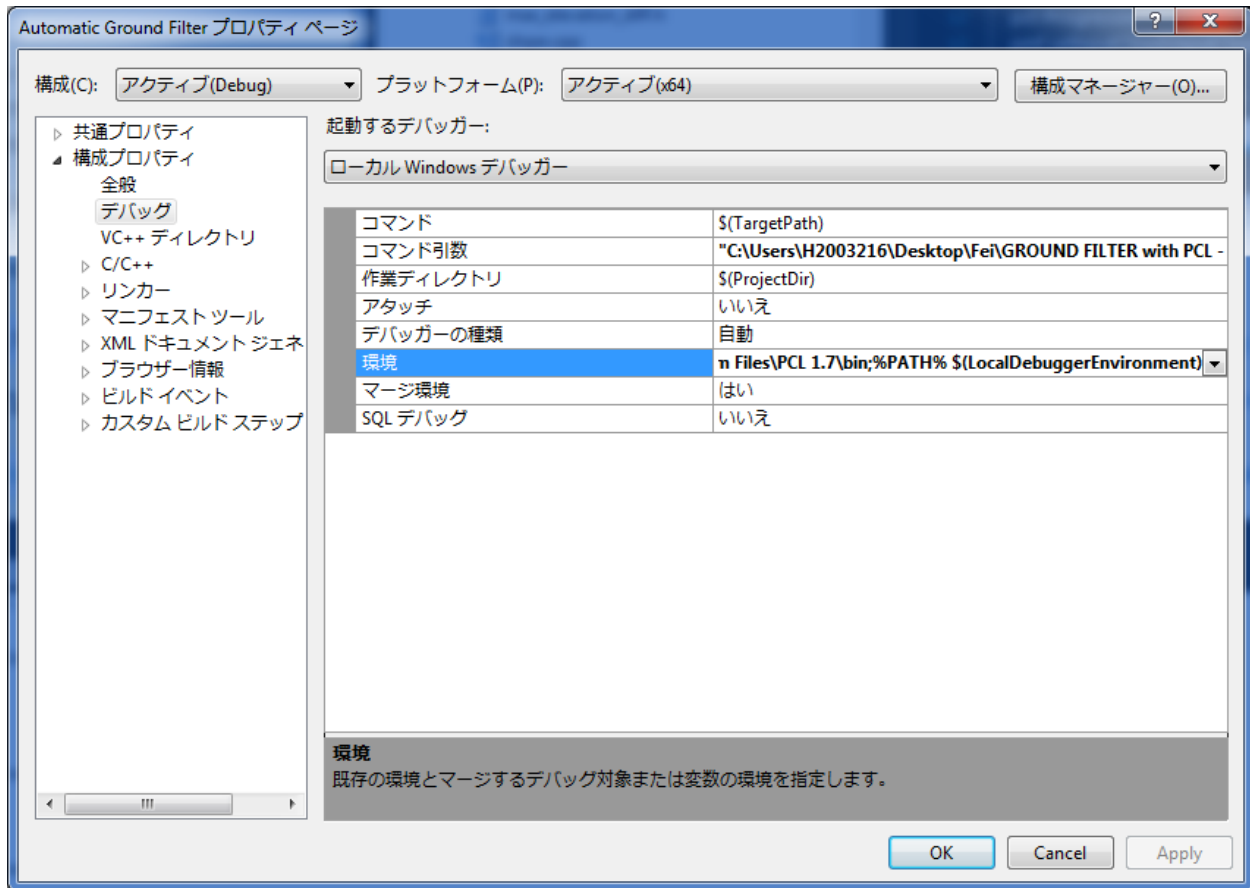 Automatic Ground Filter プロパティ ページ
構成(C): アクティブ(Debug) プラットフォーム(P): アクティブ(x64) 構成マネージャー(O)...
共通プロパティ
構成プロパティ
全般
デバッグ
VC++ ディレクトリ
C/C++
リンカー
マニフェスト ツール
XML ドキュメント ジェネ
ブラウザー情報
ビルド イベント
カスタム ビルド ステップ
起動するデバッガー:
ローカル Windows デバッガー
コマンド $(TargetPath)
コマンド引数 "C:\Users\H2003216\Desktop\Fei\GROUND FILTER with PCL -
作業ディレクトリ $(ProjectDir)
アタッチ いいえ
デバッガーの種類 自動
環境 n Files\PCL 1.7\bin;%PATH% $(LocalDebuggerEnvironment)
マージ環境 はい
SQL デバッグ いいえ
環境
既存の環境とマージするデバッグ対象または変数の環境を指定します。
OK Cancel Apply